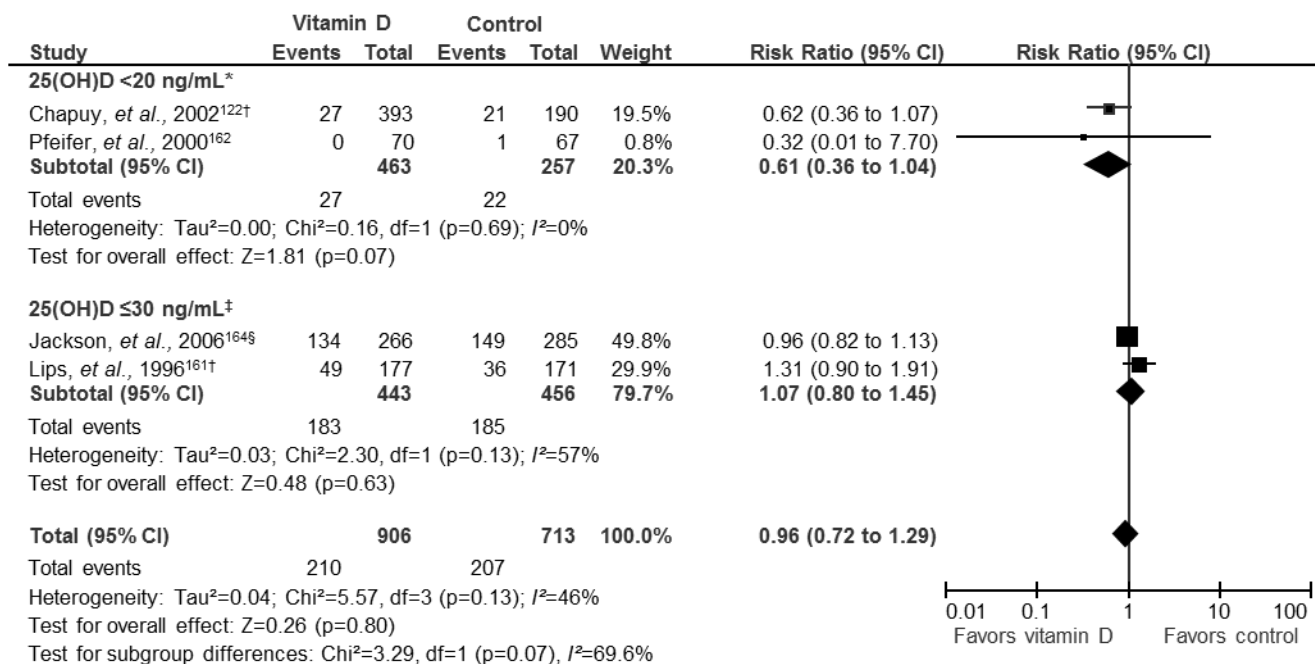 Vitamin D Control
Study Events Total Events Total Weight Risk Ratio (95% CI) Risk Ratio (95% CI)
25(OH)D <20 ng/mL*
Chapuy, et al., 2002¹²²† 27 393 21 190 19.5% 0.62 (0.36 to 1.07)
Pfeifer, et al., 2000¹⁶² 0 70 1 67 0.8% 0.32 (0.01 to 7.70)
Subtotal (95% CI) 463 257 20.3% 0.61 (0.36 to 1.04)
Total events 27 22
Heterogeneity: Tau²=0.00; Chi²=0.16, df=1 (p=0.69); I²=0%
Test for overall effect: Z=1.81 (p=0.07)
25(OH)D ≤30 ng/mL‡
Jackson, et al., 2006¹⁶⁴§ 134 266 149 285 49.8% 0.96 (0.82 to 1.13)
Lips, et al., 1996¹⁶¹† 49 177 36 171 29.9% 1.31 (0.90 to 1.91)
Subtotal (95% CI) 443 456 79.7% 1.07 (0.80 to 1.45)
Total events 183 185
Heterogeneity: Tau²=0.03; Chi²=2.30, df=1 (p=0.13); I²=57%
Test for overall effect: Z=0.48 (p=0.63)
Total (95% CI) 906 713 100.0% 0.96 (0.72 to 1.29)
Total events 210 207
Heterogeneity: Tau²=0.04; Chi²=5.57, df=3 (p=0.13); I²=46%
Test for overall effect: Z=0.26 (p=0.80)
Test for subgroup differences: Chi²=3.29, df=1 (p=0.07), I²=69.6%
0.01 0.1 1 10 100
Favors vitamin D Favors control